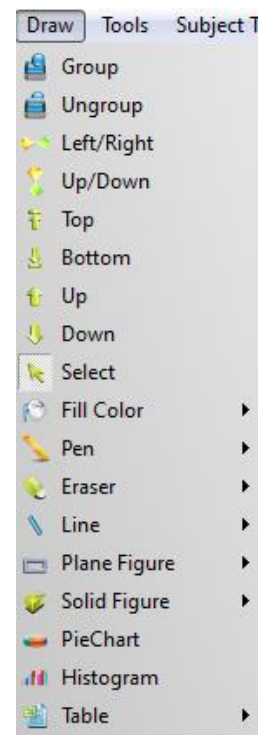 Draw Tools Subject T
Group
Ungroup
Left/Right
Up/Down
Top
Bottom
Up
Down
Select
Fill Color
Pen
Eraser
Line
Plane Figure
Solid Figure
PieChart
Histogram
Table